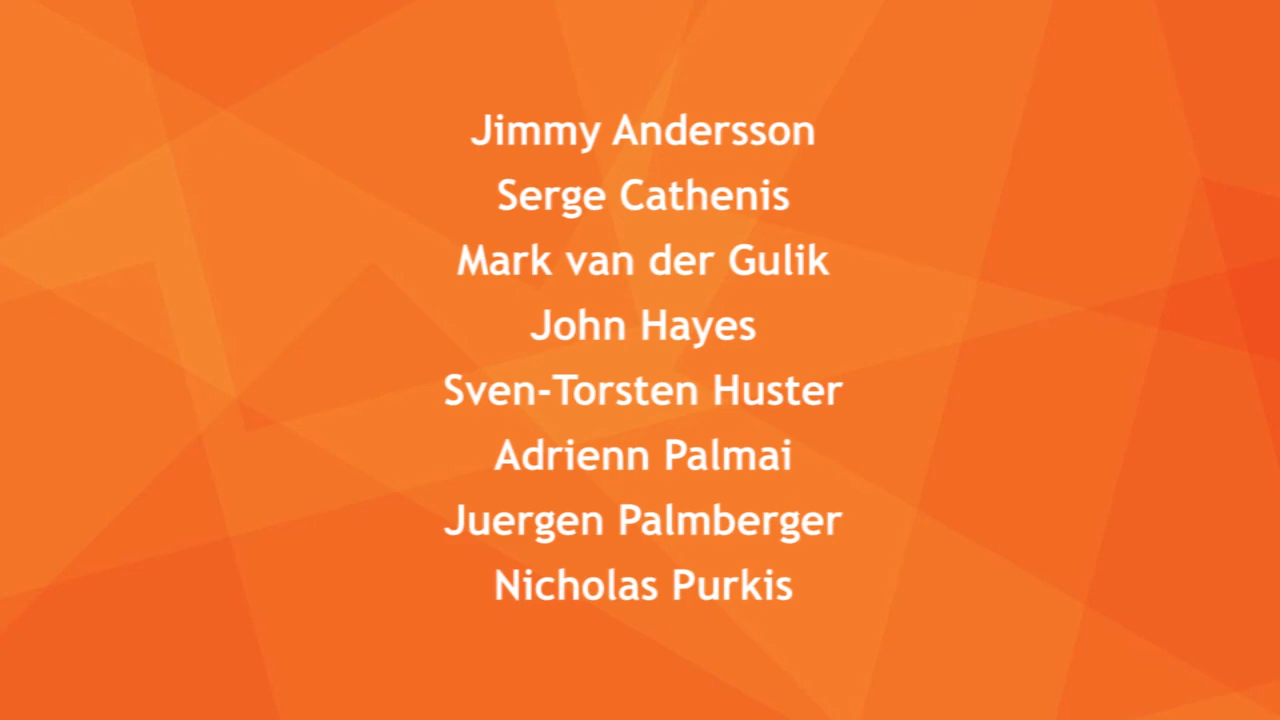 Jimmy Andersson
Serge Cathenis
Mark van der Gulik
John Hayes
Sven-Torsten Huster
Adrienn Palmai
Juergen Palmberger
Nicholas Purkis